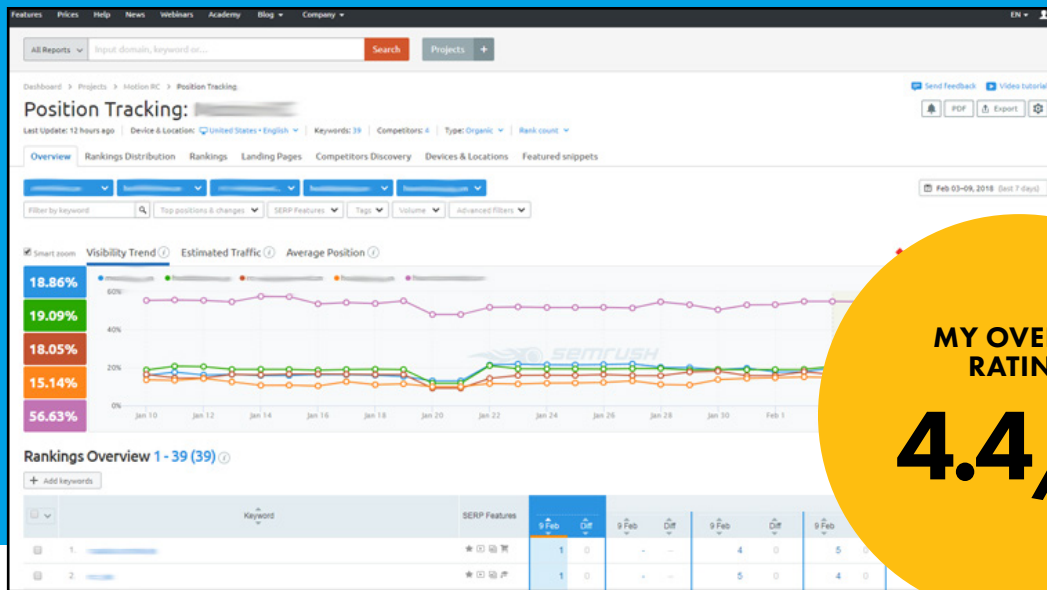 Features Prices Help News Webinars Academy Blog Company EN
All Reports Input domain, keyword or... Search Projects +
Dashboard > Projects > Motion RC > Position Tracking
Send feedback Video tutorial
Position Tracking:
PDF Export
Last Update: 12 hours ago Device & Location: United States • English Keywords: 39 Competitors: 4 Type: Organic Rank count
Overview Rankings Distribution Rankings Landing Pages Competitors Discovery Devices & Locations Featured snippets
Feb 03–09, 2018 (last 7 days)
Filter by keyword Top positions & changes SERP Features Tags Volume Advanced filters
Smart zoom Visibility Trend i Estimated Traffic i Average Position i
18.86%
60%
19.09%
40%
18.05%
semrush
20%
15.14%
0%
56.63%
Jan 10 Jan 12 Jan 14 Jan 16 Jan 18 Jan 20 Jan 22 Jan 24 Jan 26 Jan 28 Jan 30 Feb 1
MY OVE
RATIN
4.4/
Rankings Overview 1 - 39 (39) i
+ Add keywords
Keyword SERP Features 9 Feb Diff 9 Feb Diff 9 Feb Diff 9 Feb
1. 1 0 - - 4 0 5 0
2. 1 0 - - 5 0 4 0